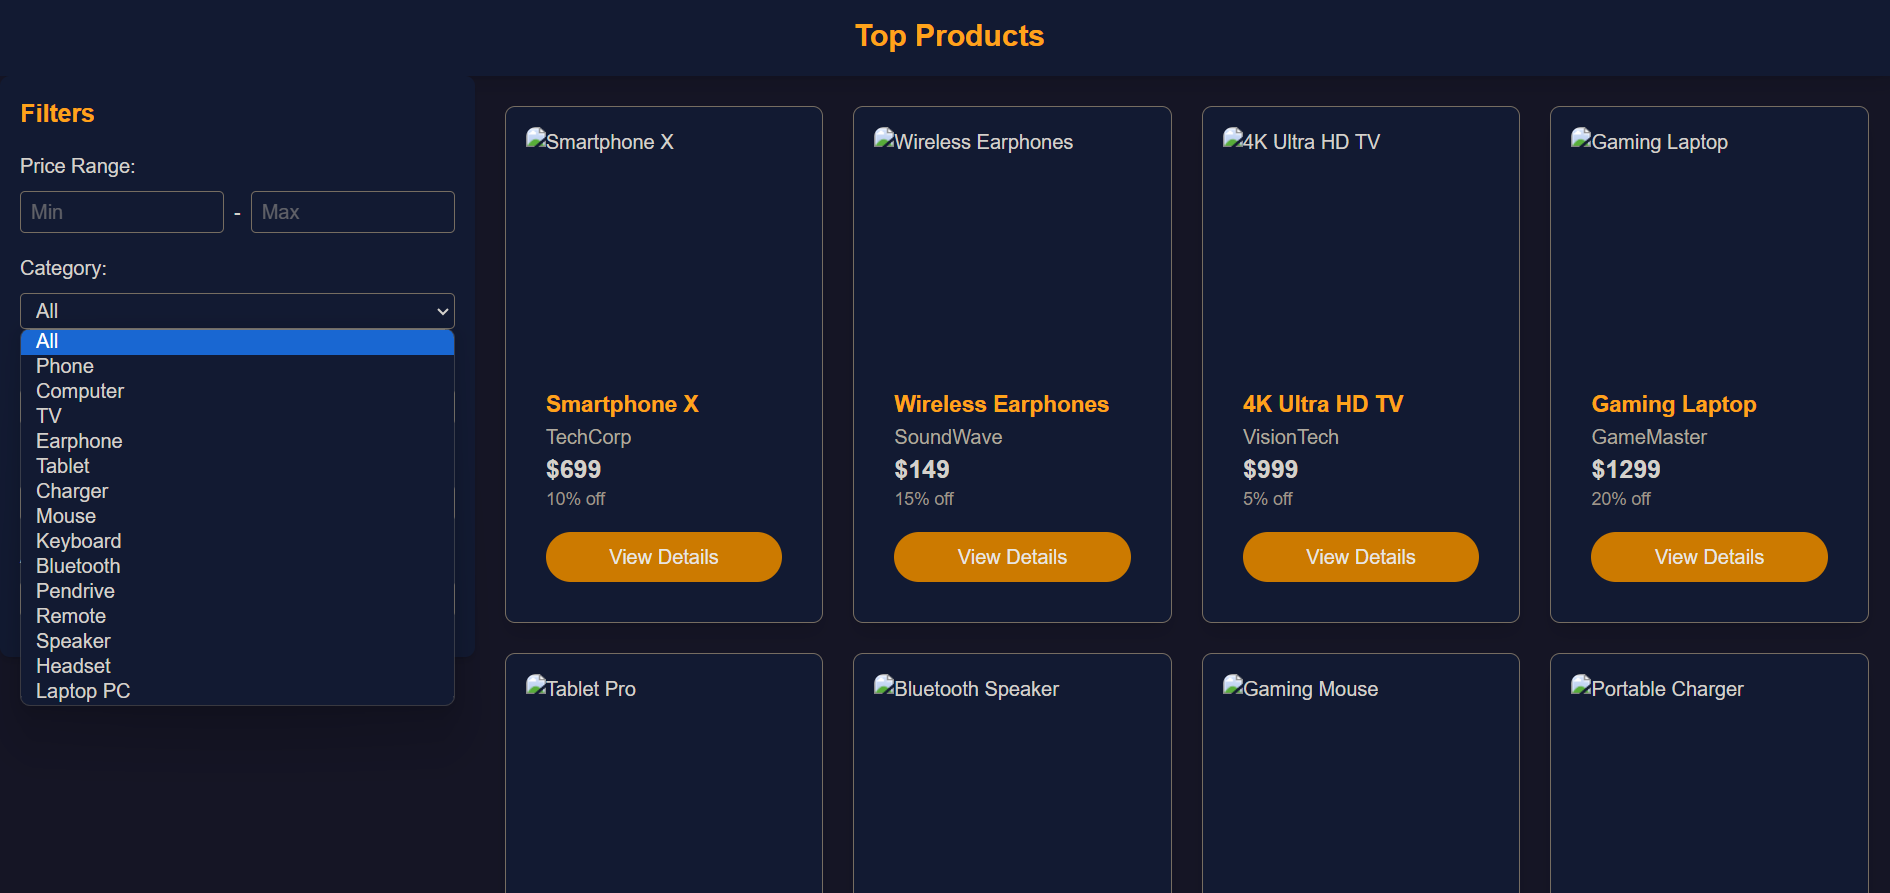 Top Products
Filters
Price Range:
Min - Max
Category:
All
All
Phone
Computer
TV
Earphone
Tablet
Charger
Mouse
Keyboard
Bluetooth
Pendrive
Remote
Speaker
Headset
Laptop PC
Smartphone X
Smartphone X
TechCorp
$699
10% off
View Details
Wireless Earphones
Wireless Earphones
SoundWave
$149
15% off
View Details
4K Ultra HD TV
4K Ultra HD TV
VisionTech
$999
5% off
View Details
Gaming Laptop
Gaming Laptop
GameMaster
$1299
20% off
View Details
Tablet Pro
Bluetooth Speaker
Gaming Mouse
Portable Charger